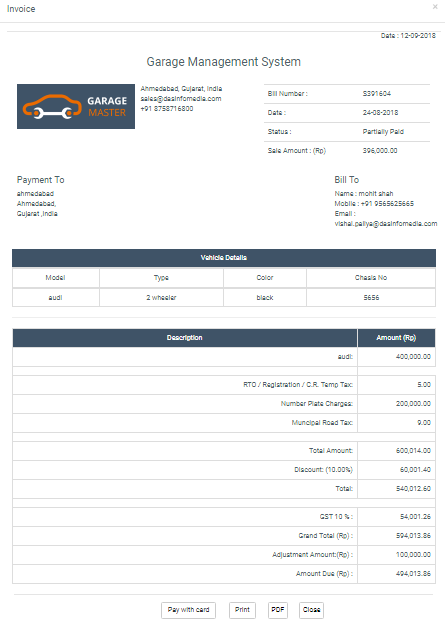 Invoice ×
Date : 12-09-2018
Garage Management System
GARAGE
MASTER
Ahmedabad, Gujarat, India
sales@dasinfomedia.com
+91 8758716800
Bill Number : S391604
Date : 24-08-2018
Status : Partially Paid
Sale Amount : (Rp) 396,000.00
Payment To
ahmedabad
Ahmedabad,
Gujarat ,India
Bill To
Name : mohit shah
Mobile : +91 9565625665
Email :
vishal.paliya@dasinfomedia.com
Vehicle Details
Model Type Color Chasis No
audi 2 wheeler black 5656
Description Amount (Rp)
audi: 400,000.00
RTO / Registration / C.R. Temp Tax: 5.00
Number Plate Charges: 200,000.00
Muncipal Road Tax: 9.00
Total Amount: 600,014.00
Discount: (10.00%) 60,001.40
Total: 540,012.60
GST 10 % : 54,001.26
Grand Total (Rp) : 594,013.86
Adjustment Amount:(Rp) : 100,000.00
Amount Due (Rp) : 494,013.86
Pay with card Print PDF Close